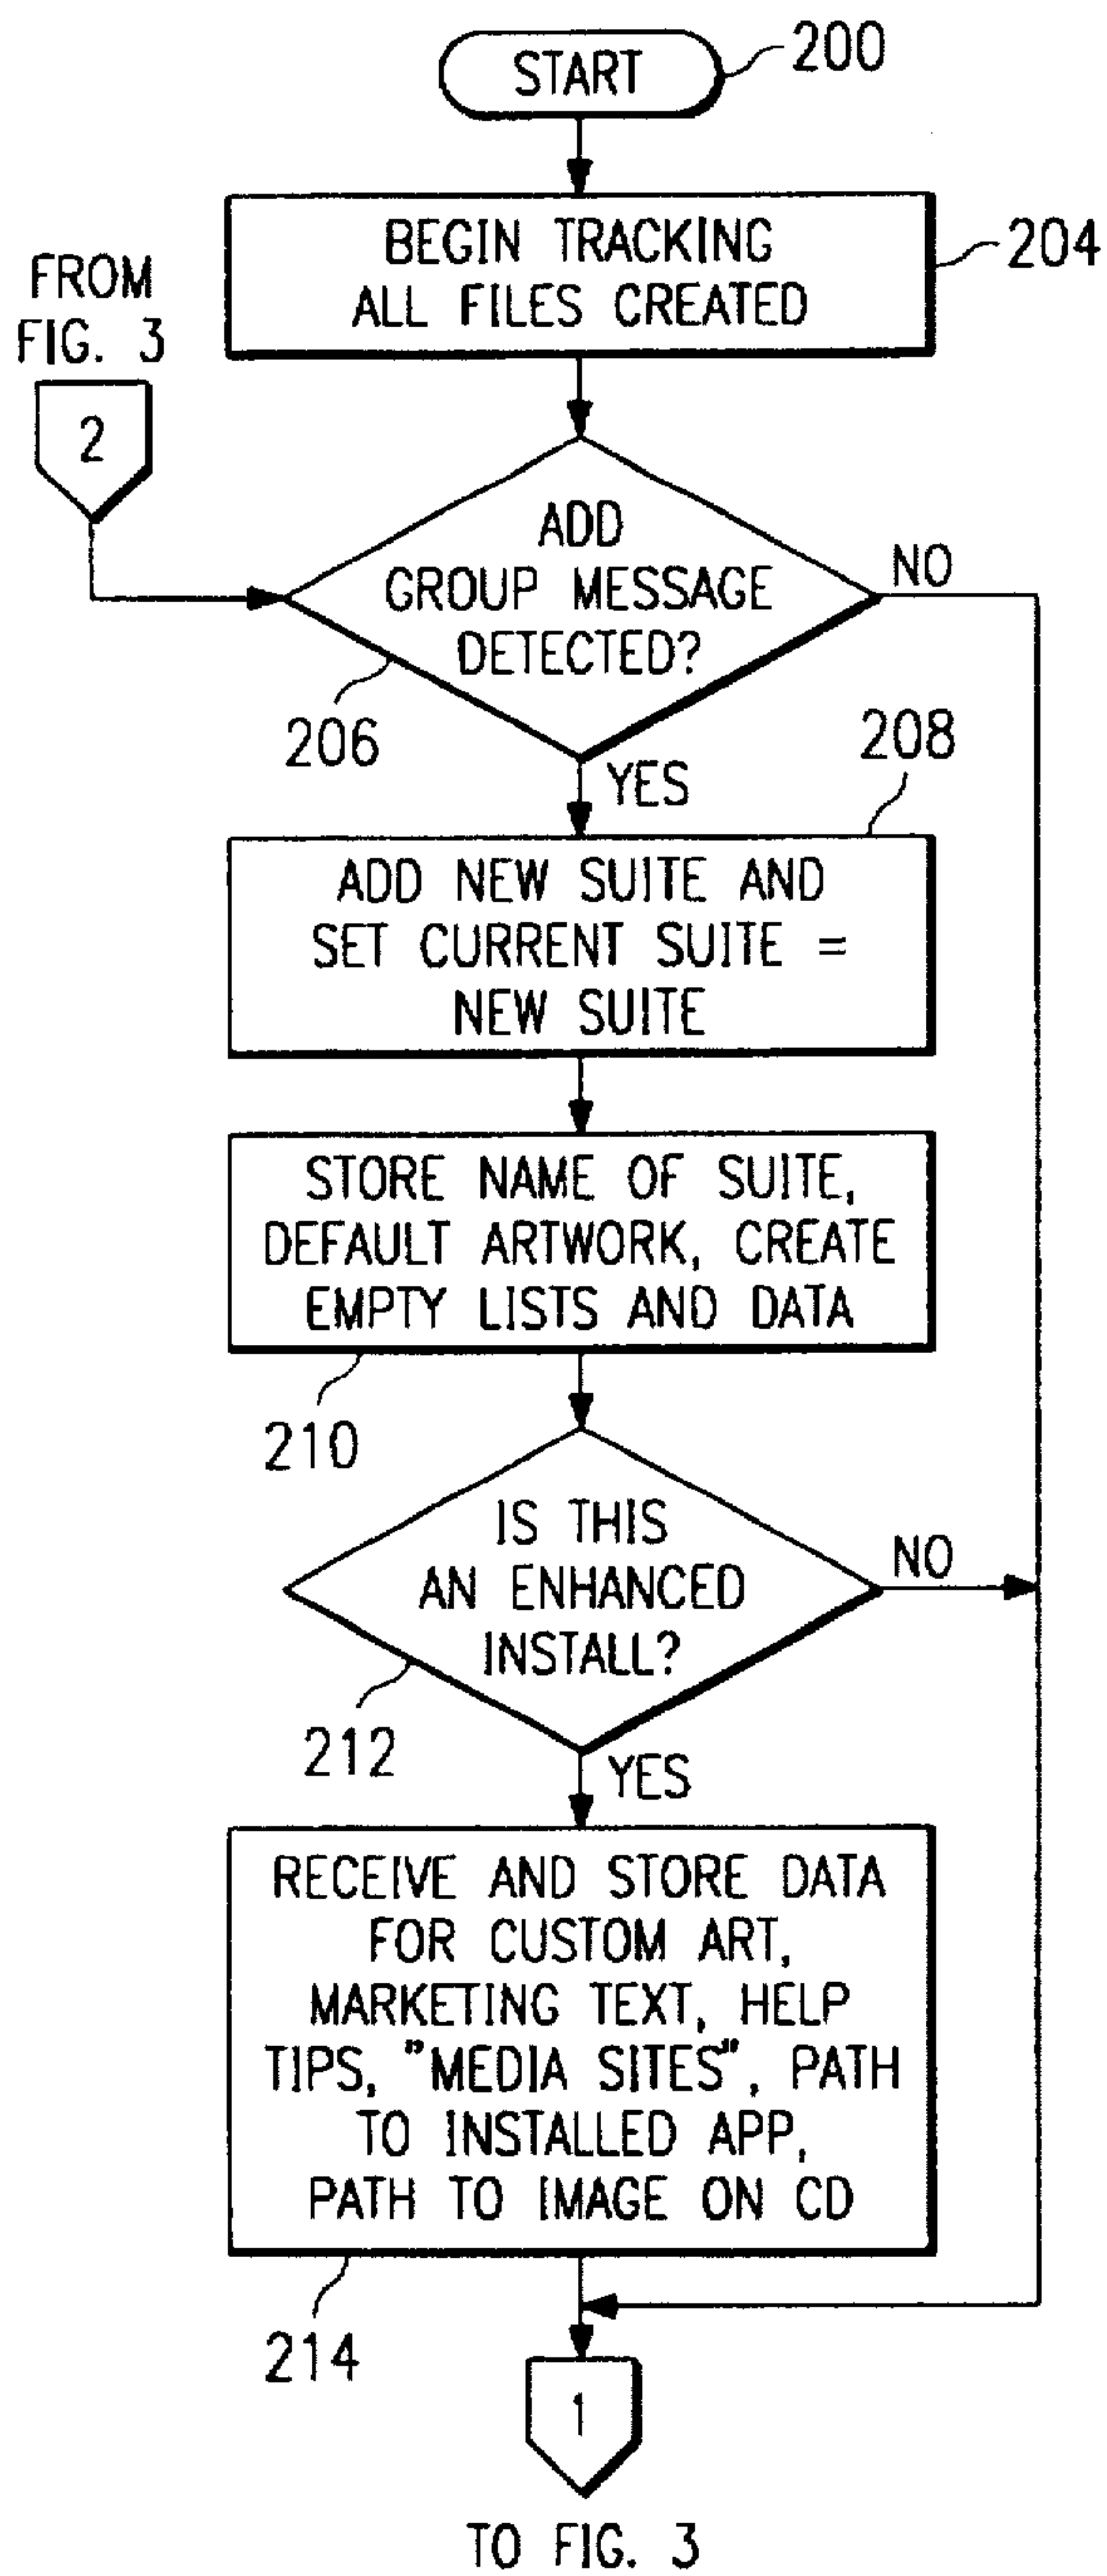 START
200
BEGIN TRACKING
ALL FILES CREATED
204
FROM
FIG. 3
2
ADD
GROUP MESSAGE
DETECTED?
NO
206
YES
208
ADD NEW SUITE AND
SET CURRENT SUITE =
NEW SUITE
STORE NAME OF SUITE,
DEFAULT ARTWORK, CREATE
EMPTY LISTS AND DATA
210
IS THIS
AN ENHANCED
INSTALL?
NO
212
YES
RECEIVE AND STORE DATA
FOR CUSTOM ART,
MARKETING TEXT, HELP
TIPS, "MEDIA SITES", PATH
TO INSTALLED APP,
PATH TO IMAGE ON CD
214
1
TO FIG. 3